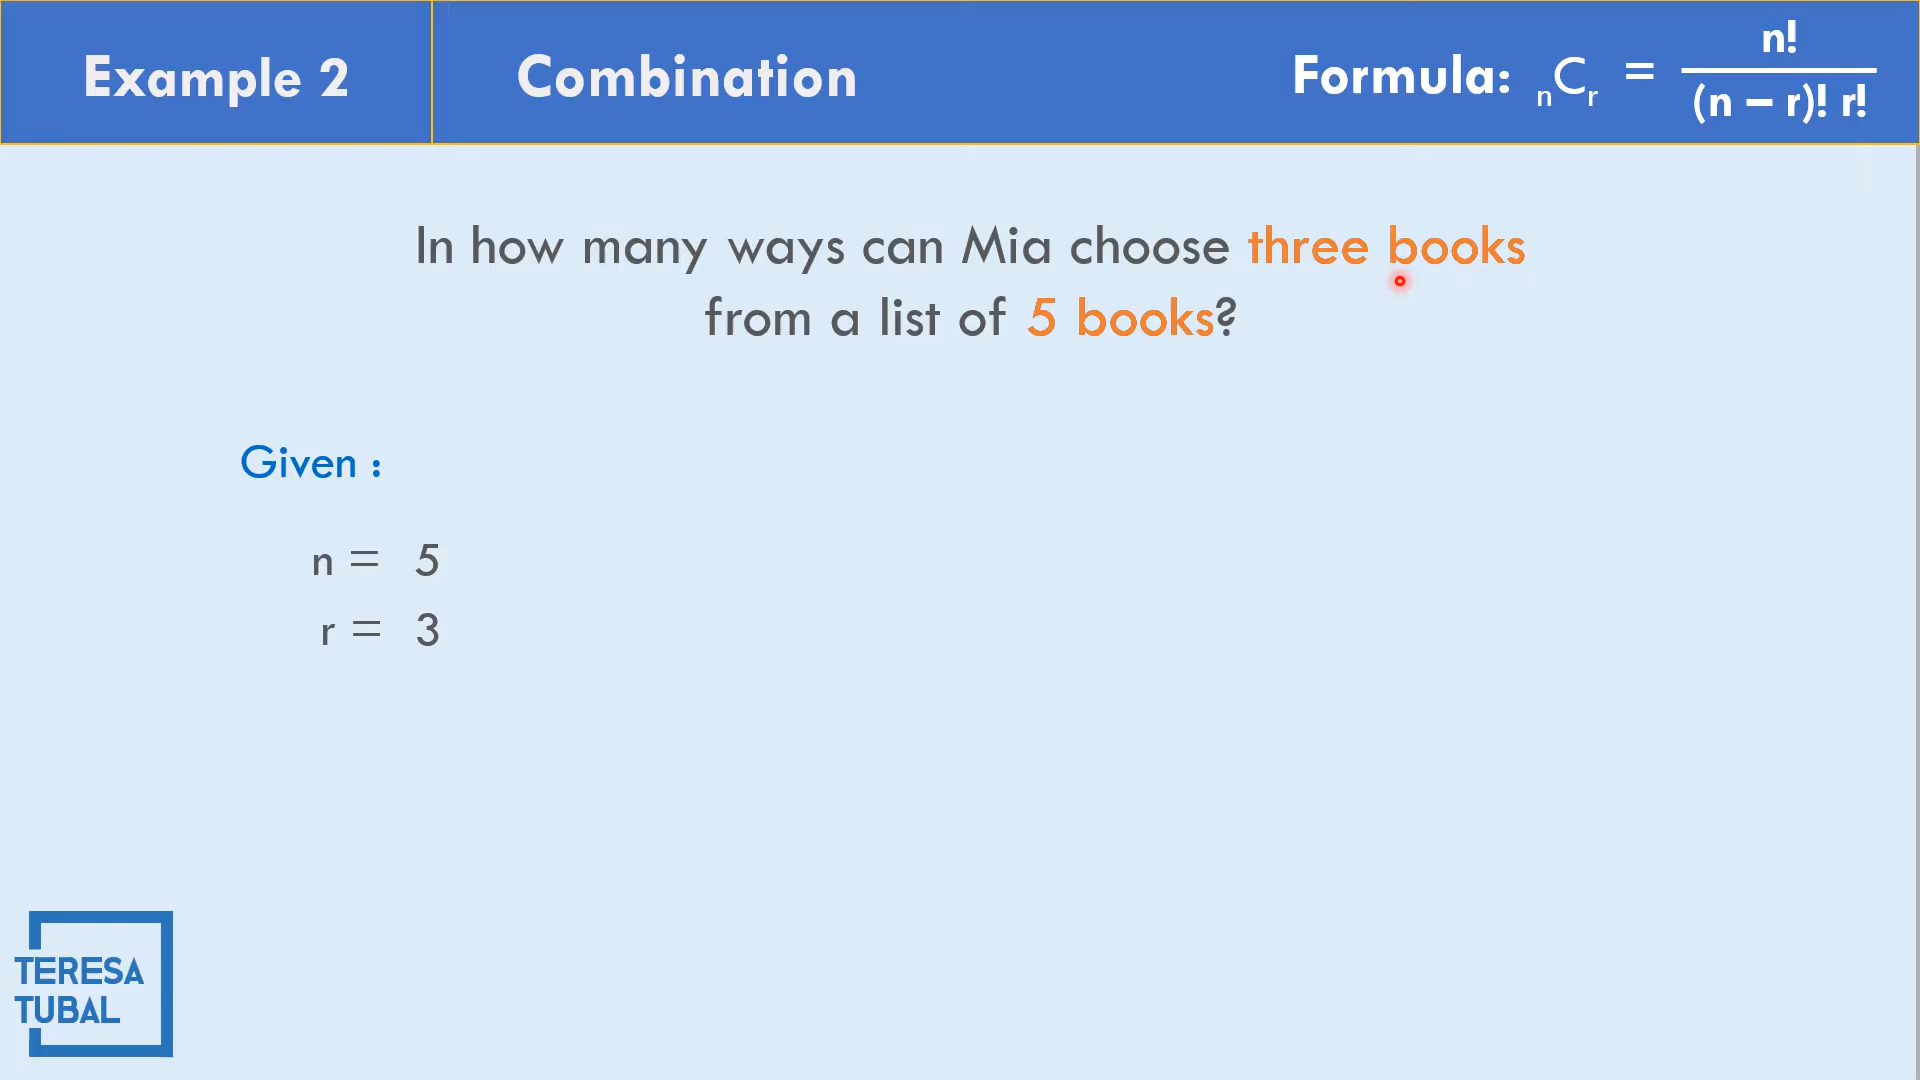 Example 2
Combination
Formula: nCr = n! / (n – r)! r!
In how many ways can Mia choose three books
from a list of 5 books?
Given :
n = 5
r = 3
TERESA
TUBAL